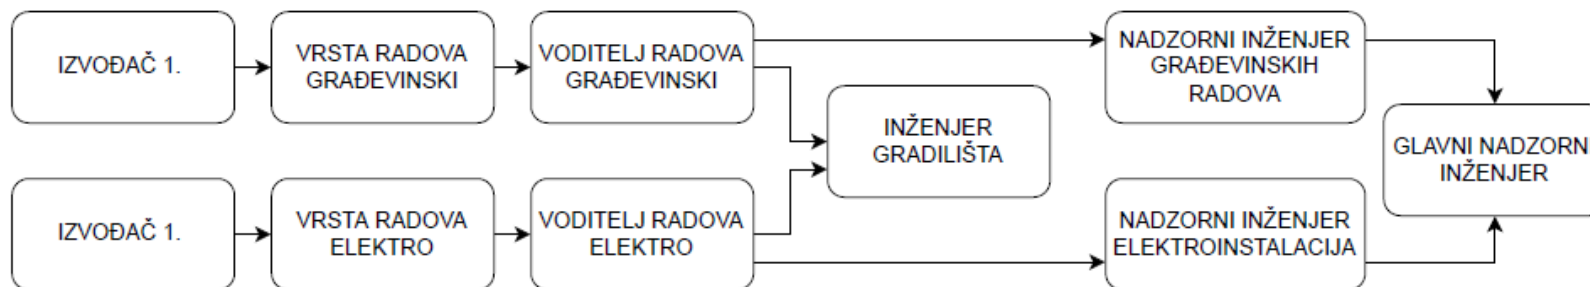 IZVOĐAČ 1.
VRSTA RADOVA
GRAĐEVINSKI
VODITELJ RADOVA
GRAĐEVINSKI
NADZORNI INŽENJER
GRAĐEVINSKIH
RADOVA
INŽENJER
GRADILIŠTA
GLAVNI NADZORNI
INŽENJER
IZVOĐAČ 1.
VRSTA RADOVA
ELEKTRO
VODITELJ RADOVA
ELEKTRO
NADZORNI INŽENJER
ELEKTROINSTALACIJA